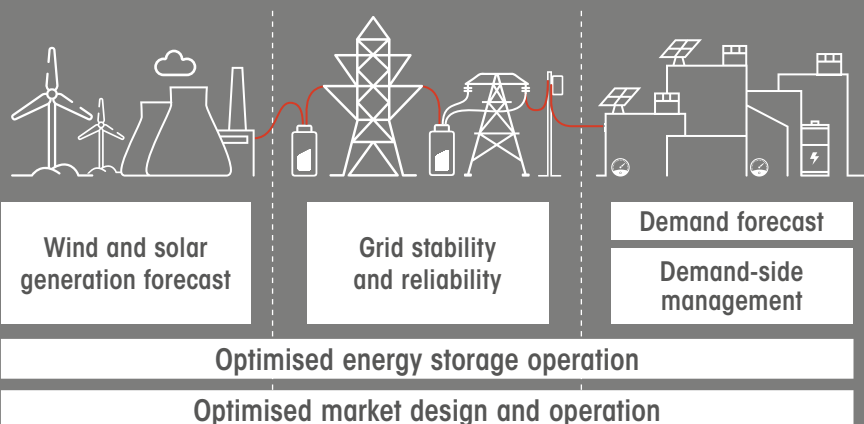 Wind and solar
generation forecast
Grid stability
and reliability
Demand forecast
Demand-side
management
Optimised energy storage operation
Optimised market design and operation